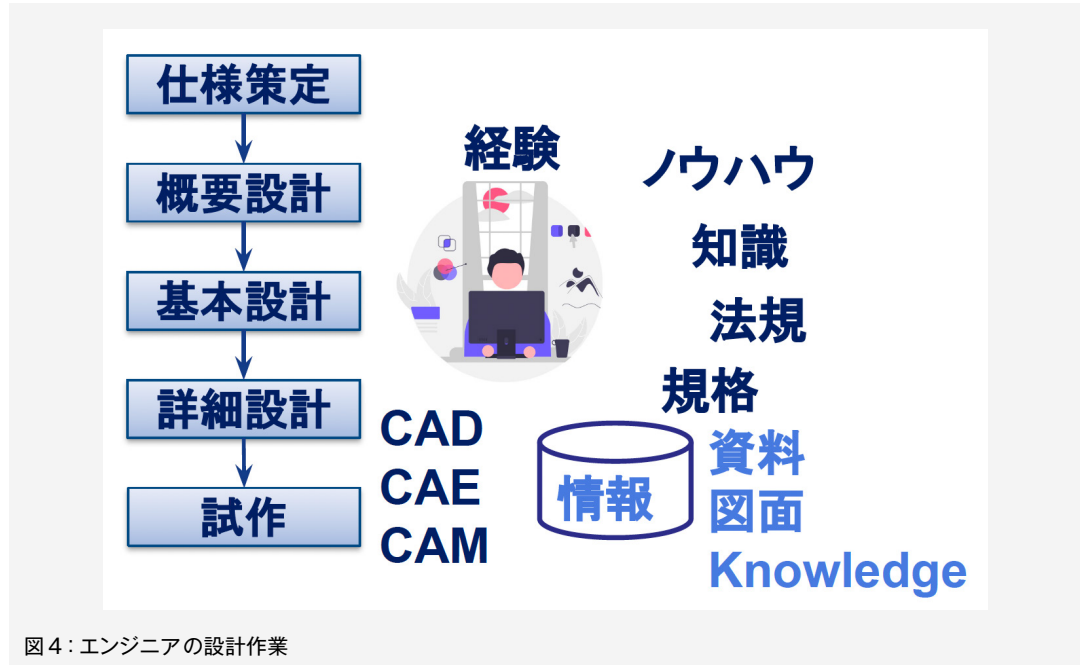 仕様策定
概要設計
基本設計
詳細設計
試作
経験
ノウハウ
知識
法規
規格
CAD
CAE
CAM
情報
資料
図面
Knowledge
図4：エンジニアの設計作業